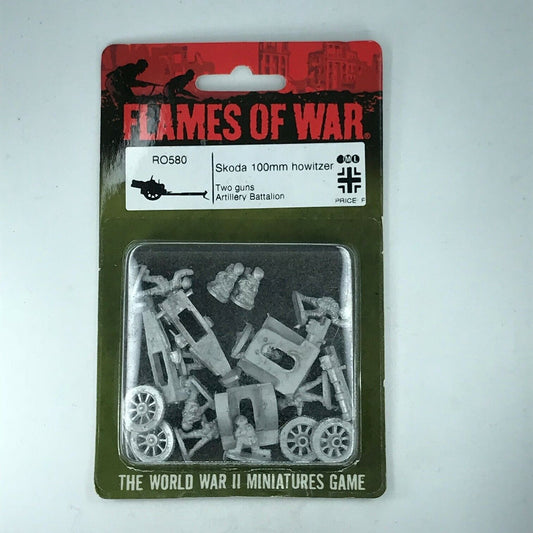 FLAMES OF WAR®
RO580
Skoda 100mm howitzer
Two guns
Artillery Battalion
M L
PRICE: F
THE WORLD WAR II MINIATURES GAME